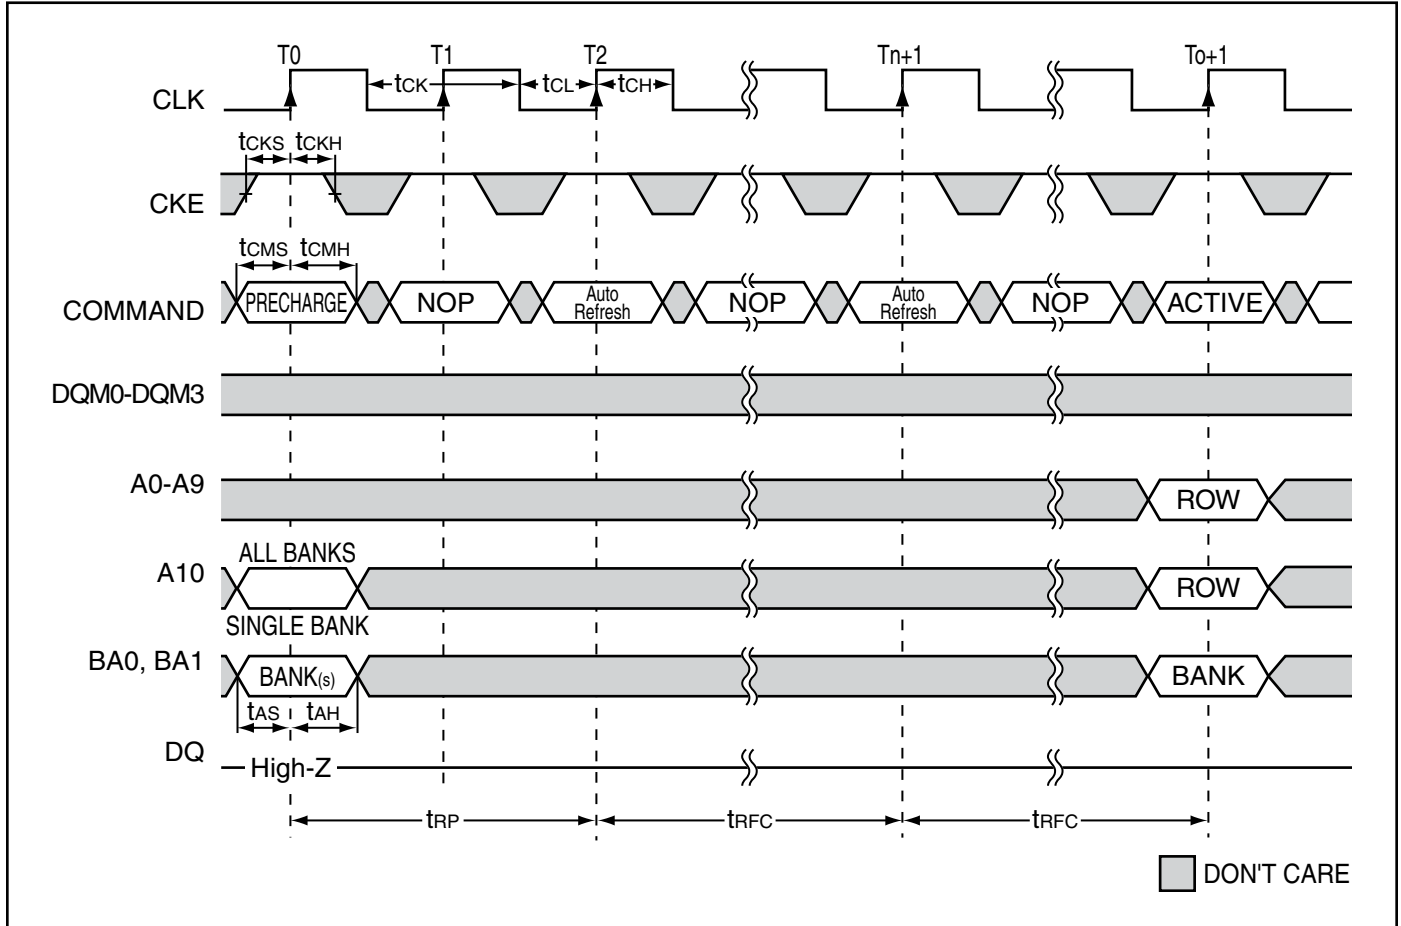 T0 T1 T2 Tn+1 To+1
CLK tCK tCL tCH
tCKS tCKH
CKE
tCMS tCMH
COMMAND PRECHARGE NOP Auto Refresh NOP Auto Refresh NOP ACTIVE
DQM0-DQM3
A0-A9 ROW
ALL BANKS
A10 ROW
SINGLE BANK
BA0, BA1 BANK(s) BANK
tAS tAH
DQ High-Z
tRP tRFC tRFC
DON'T CARE